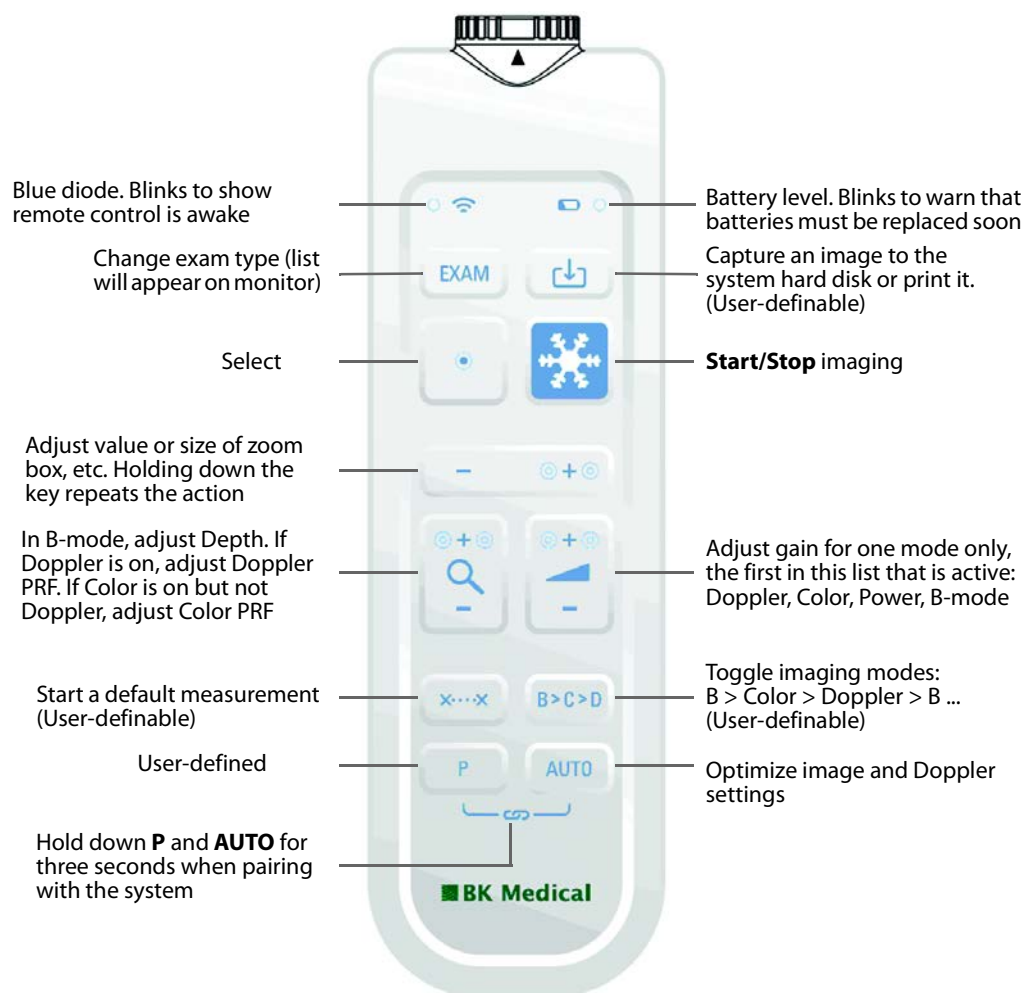 Blue diode. Blinks to show
remote control is awake
Battery level. Blinks to warn that
batteries must be replaced soon
Change exam type (list
will appear on monitor)
EXAM
Capture an image to the
system hard disk or print it.
(User-definable)
Select
Start/Stop imaging
Adjust value or size of zoom
box, etc. Holding down the
key repeats the action
- +
In B-mode, adjust Depth. If
Doppler is on, adjust Doppler
PRF. If Color is on but not
Doppler, adjust Color PRF
+ +
- -
Adjust gain for one mode only,
the first in this list that is active:
Doppler, Color, Power, B-mode
Start a default measurement
(User-definable)
x····x
B>C>D
Toggle imaging modes:
B > Color > Doppler > B ...
(User-definable)
User-defined
P
AUTO
Optimize image and Doppler
settings
Hold down P and AUTO for
three seconds when pairing
with the system
BK Medical